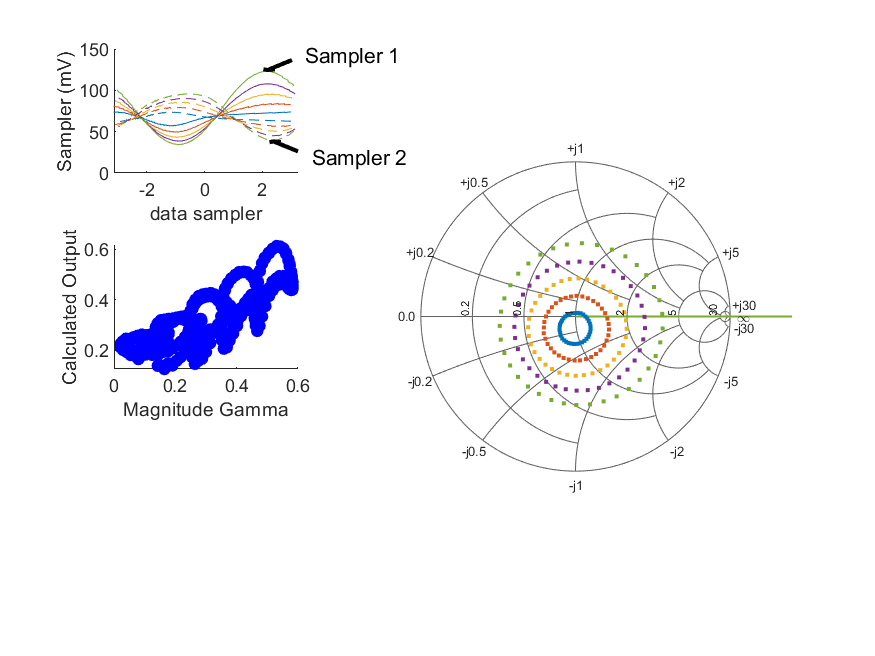 150
100
50
0
Sampler (mV)
-2
0
2
data sampler
Sampler 1
Sampler 2
0.6
0.4
0.2
Calculated Output
0
0.2
0.4
0.6
Magnitude Gamma
+j1
+j0.5
+j2
+j0.2
+j5
0.0
0.2
0.5
1
2
5
30
+j30
∞
-j30
-j0.2
-j5
-j0.5
-j2
-j1